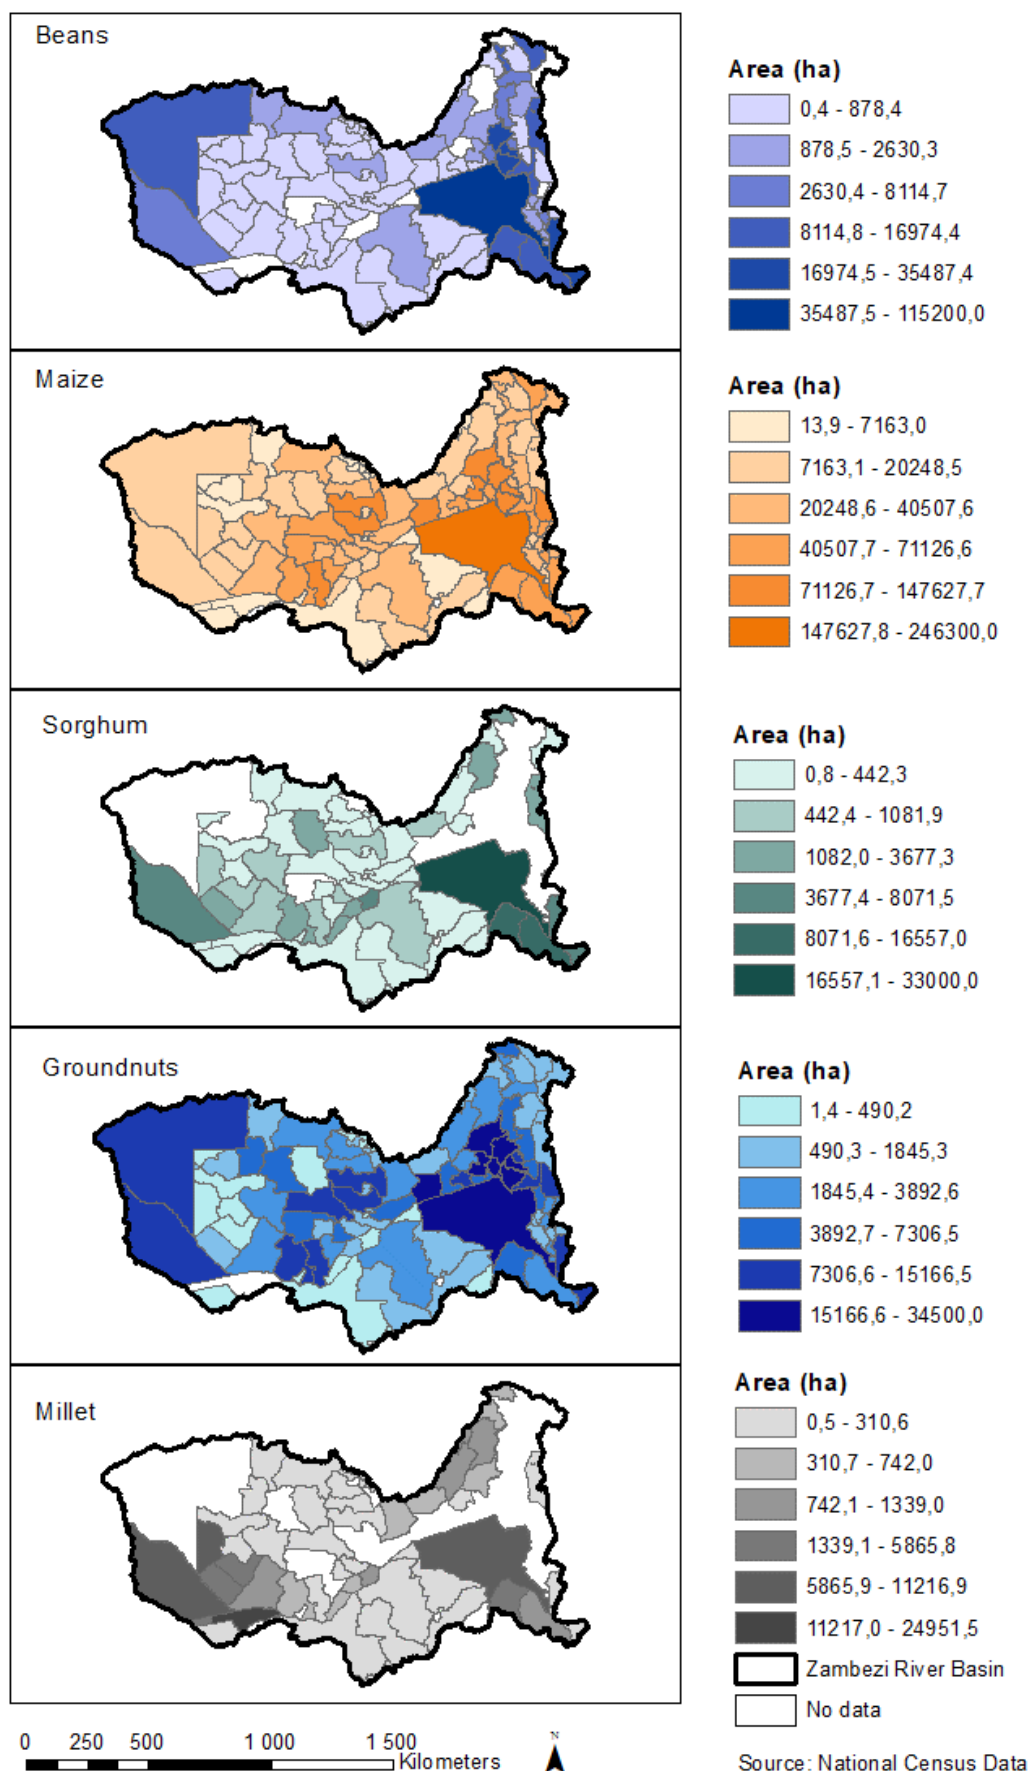 Beans
Area (ha)
0,4 - 878,4
878,5 - 2630,3
2630,4 - 8114,7
8114,8 - 16974,4
16974,5 - 35487,4
35487,5 - 115200,0
Maize
Area (ha)
13,9 - 7163,0
7163,1 - 20248,5
20248,6 - 40507,6
40507,7 - 71126,6
71126,7 - 147627,7
147627,8 - 246300,0
Sorghum
Area (ha)
0,8 - 442,3
442,4 - 1081,9
1082,0 - 3677,3
3677,4 - 8071,5
8071,6 - 16557,0
16557,1 - 33000,0
Groundnuts
Area (ha)
1,4 - 490,2
490,3 - 1845,3
1845,4 - 3892,6
3892,7 - 7306,5
7306,6 - 15166,5
15166,6 - 34500,0
Millet
Area (ha)
0,5 - 310,6
310,7 - 742,0
742,1 - 1339,0
1339,1 - 5865,8
5865,9 - 11216,9
11217,0 - 24951,5
Zambezi River Basin
No data
0 250 500 1 000 1 500
Kilometers
N
Source: National Census Data